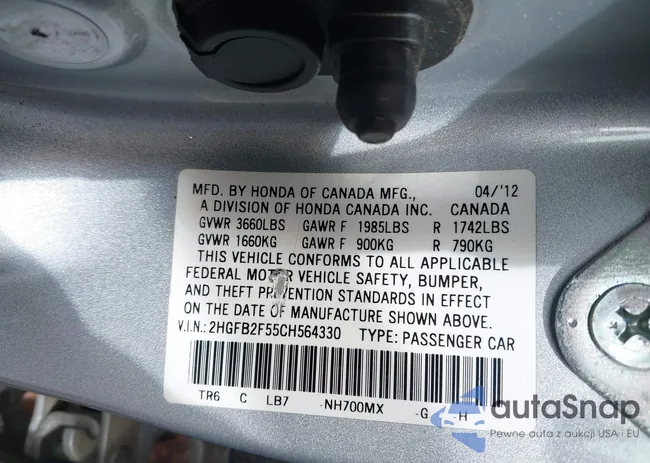 MFD. BY HONDA OF CANADA MFG., 04/'12
A DIVISION OF HONDA CANADA INC. CANADA
GVWR 3660LBS GAWR F 1985LBS R 1742LBS
GVWR 1660KG GAWR F 900KG R 790KG
THIS VEHICLE CONFORMS TO ALL APPLICABLE
FEDERAL MOTOR VEHICLE SAFETY, BUMPER,
AND THEFT PREVENTION STANDARDS IN EFFECT
ON THE DATE OF MANUFACTURE SHOWN ABOVE.
V.I.N.: 2HGFB2F55CH564330 TYPE: PASSENGER CAR
TR6 C LB7 -NH700MX -G -H
autaSnap
Pewne auta z aukcji USA i EU